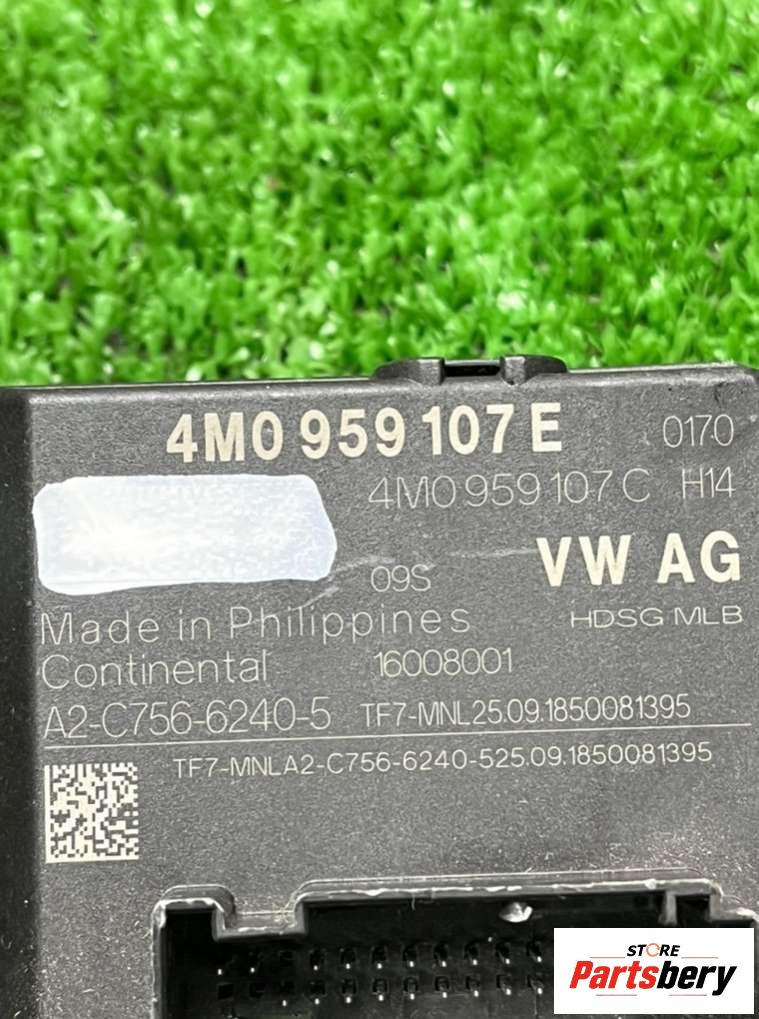 4M0 959 107 E 0170
4M0 959 107 C H14
09S VW AG
Made in Philippines HDSG MLB
Continental 16008001
A2-C756-6240-5 TF7-MNL25.09.1850081395
TF7-MNLA2-C756-6240-525.09.1850081395
STORE
Partsbery